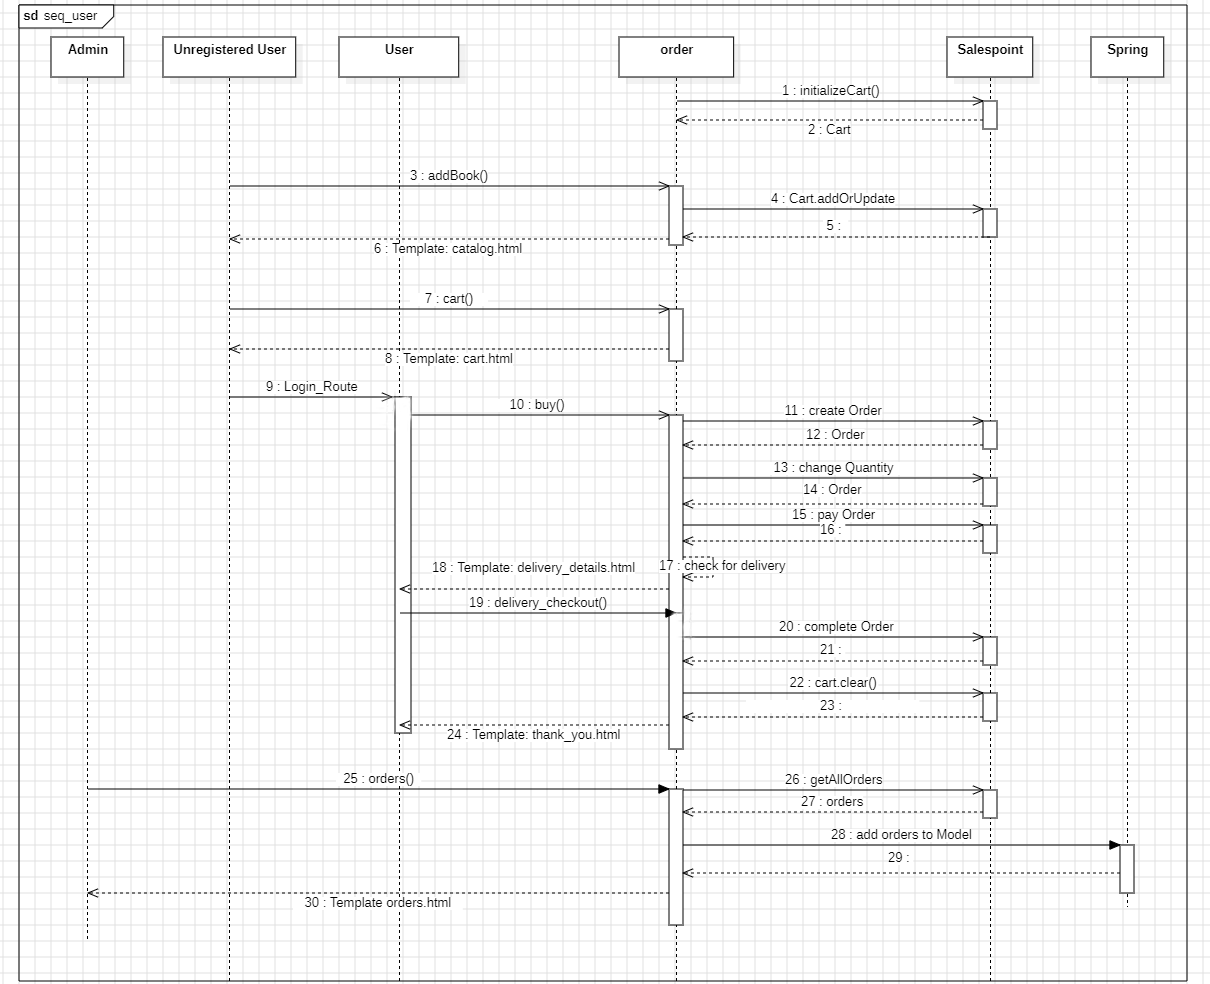 sd seq_user
Admin
Unregistered User
User
order
Salespoint
Spring
1 : initializeCart()
2 : Cart
3 : addBook()
4 : Cart.addOrUpdate
5 :
6 : Template: catalog.html
7 : cart()
8 : Template: cart.html
9 : Login_Route
10 : buy()
11 : create Order
12 : Order
13 : change Quantity
14 : Order
15 : pay Order
16 :
17 : check for delivery
18 : Template: delivery_details.html
19 : delivery_checkout()
20 : complete Order
21 :
22 : cart.clear()
23 :
24 : Template: thank_you.html
25 : orders()
26 : getAllOrders
27 : orders
28 : add orders to Model
29 :
30 : Template orders.html